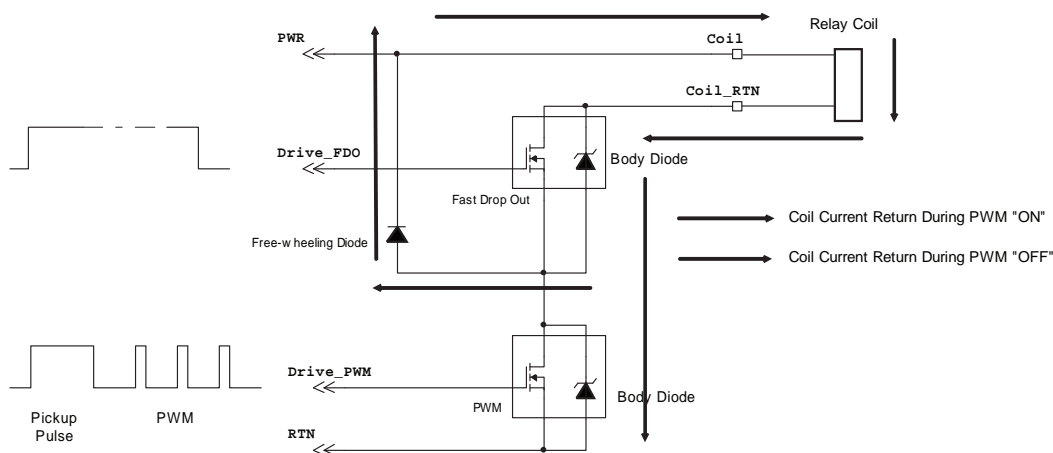 Relay Coil
PWR
Coil
Coil_RTN
Drive_FDO
Body Diode
Fast Drop Out
Coil Current Return During PWM "ON"
Free-w heeling Diode
Coil Current Return During PWM "OFF"
Drive_PWM
Body Diode
PWM
Pickup
Pulse
PWM
RTN